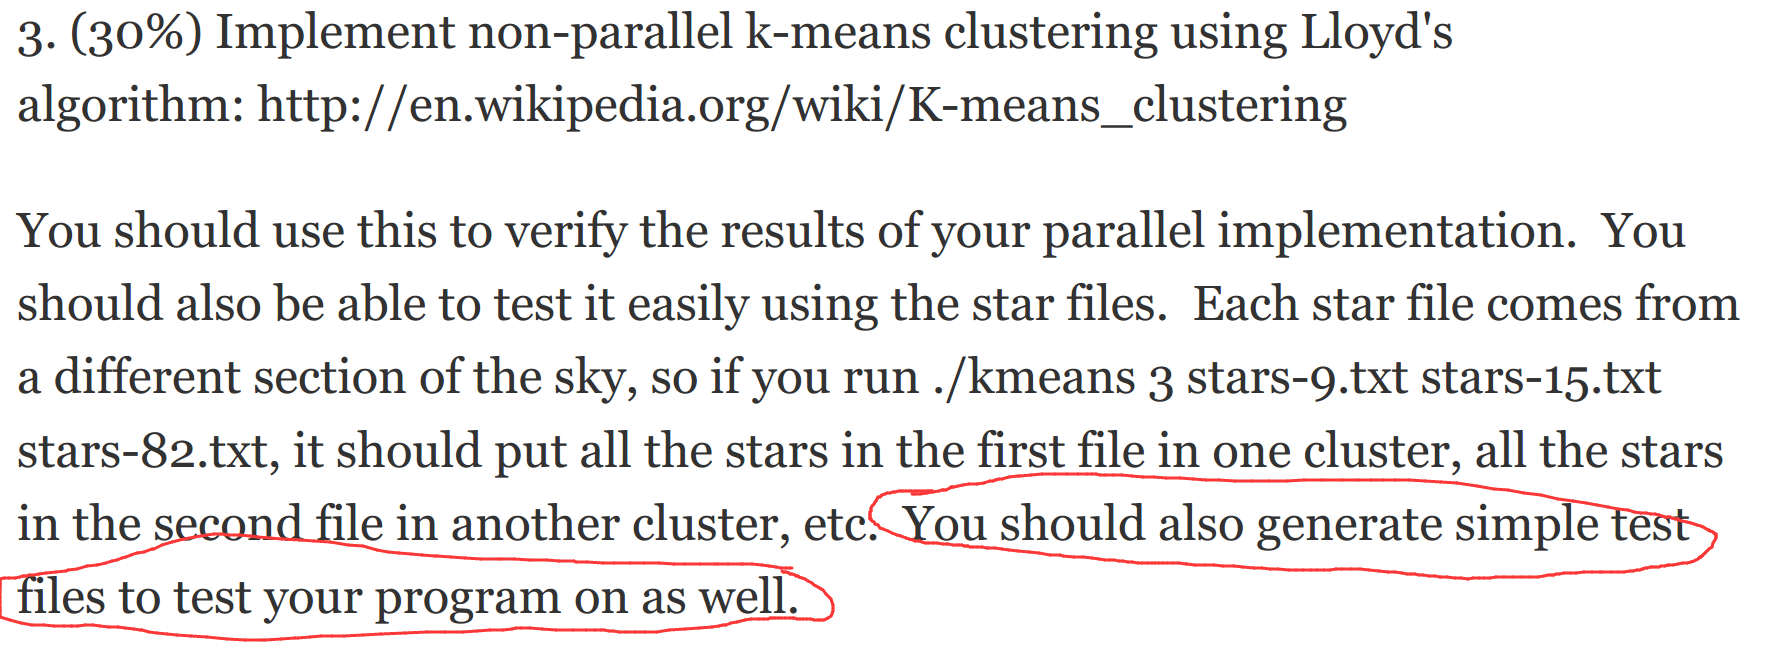 3. (30%) Implement non-parallel k-means clustering using Lloyd's
algorithm: http://en.wikipedia.org/wiki/K-means_clustering
You should use this to verify the results of your parallel implementation.  You
should also be able to test it easily using the star files.  Each star file comes from
a different section of the sky, so if you run ./kmeans 3 stars-9.txt stars-15.txt
stars-82.txt, it should put all the stars in the first file in one cluster, all the stars
in the second file in another cluster, etc.  You should also generate simple test
files to test your program on as well.